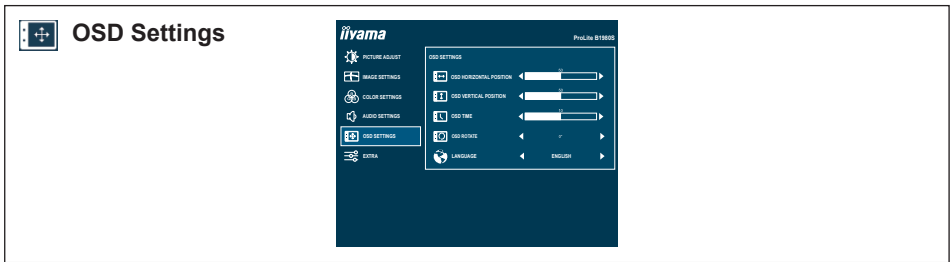 OSD Settings
iiyama
ProLite B1980S
PICTURE ADJUST
OSD SETTINGS
IMAGE SETTINGS
OSD HORIZONTAL POSITION
COLOR SETTINGS
OSD VERTICAL POSITION
AUDIO SETTINGS
OSD TIME
OSD SETTINGS
OSD ROTATE
EXTRA
LANGUAGE
ENGLISH